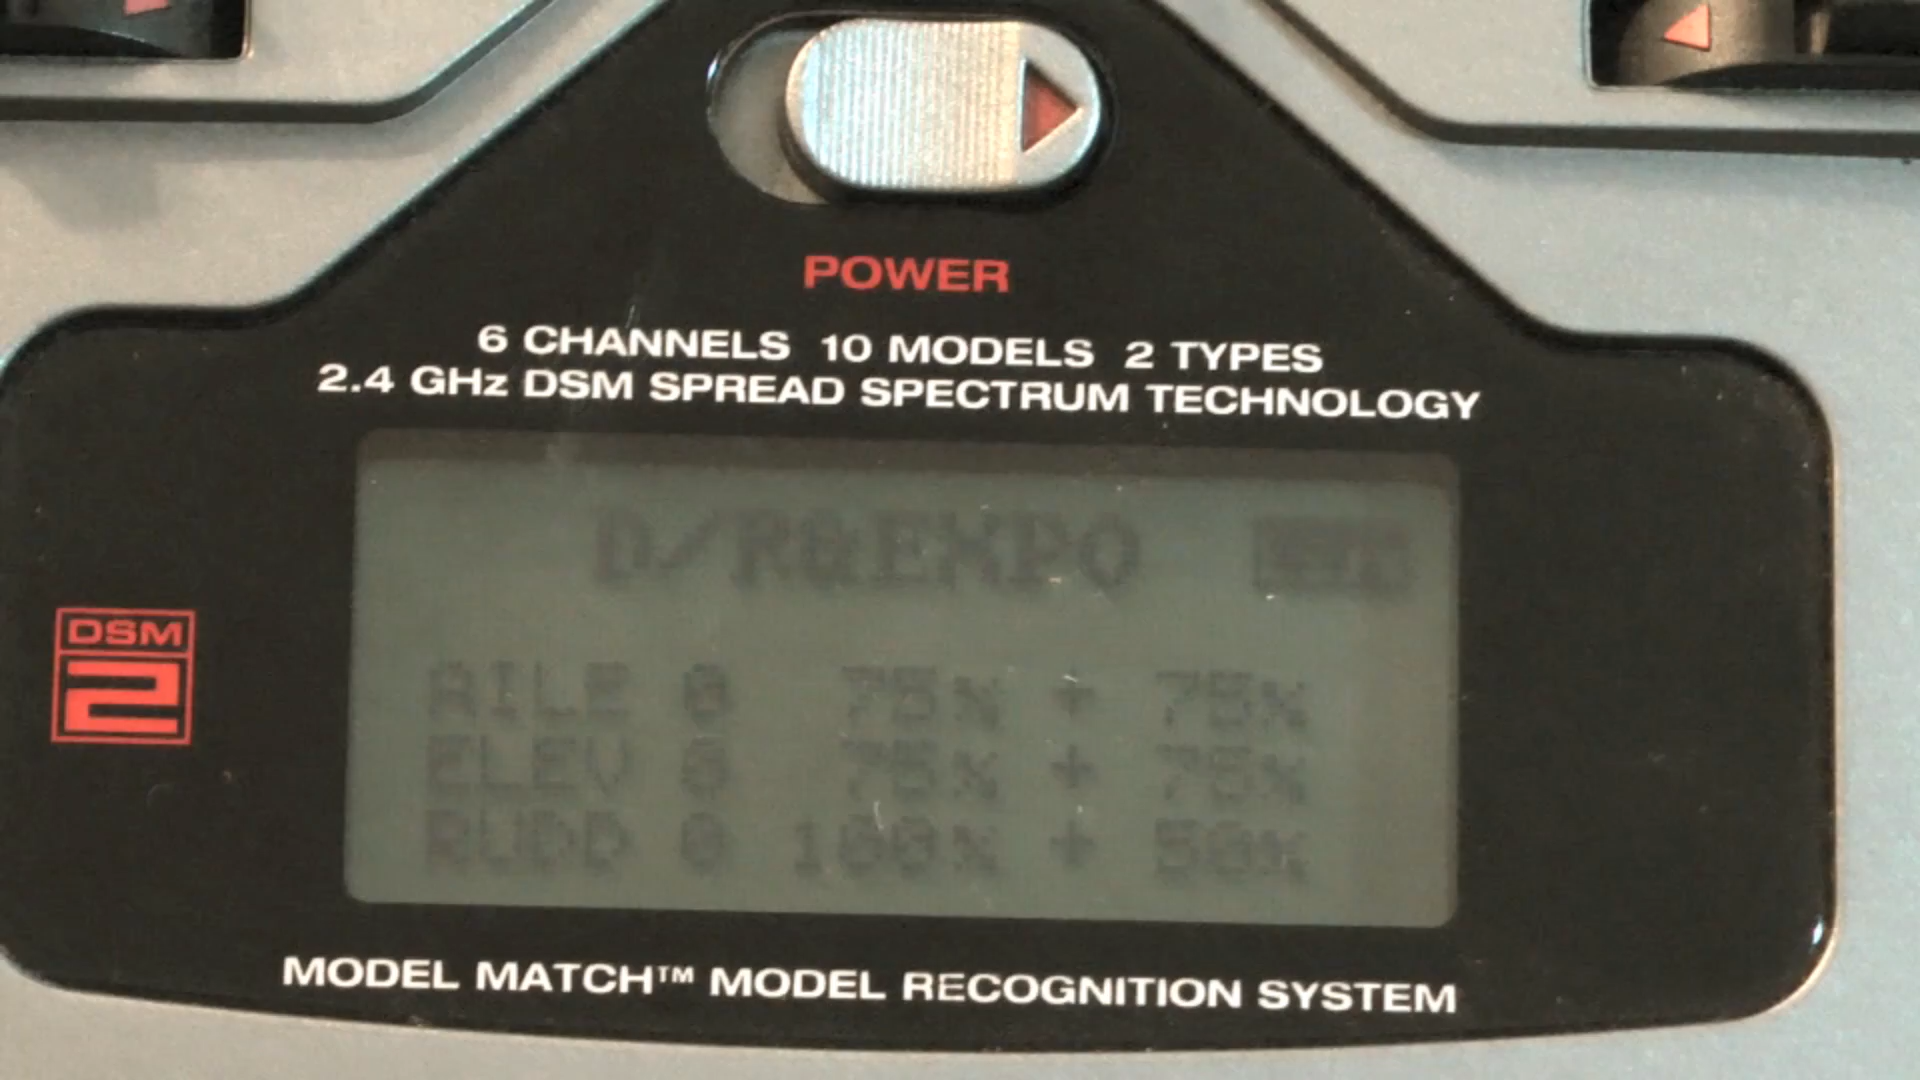 POWER
6 CHANNELS 10 MODELS 2 TYPES
2.4 GHz DSM SPREAD SPECTRUM TECHNOLOGY
D/R&EXPO
DSM
2
AILE 0 75% + 75%
ELEV 0 75% + 75%
RUDD 0 100% + 50%
MODEL MATCH™ MODEL RECOGNITION SYSTEM